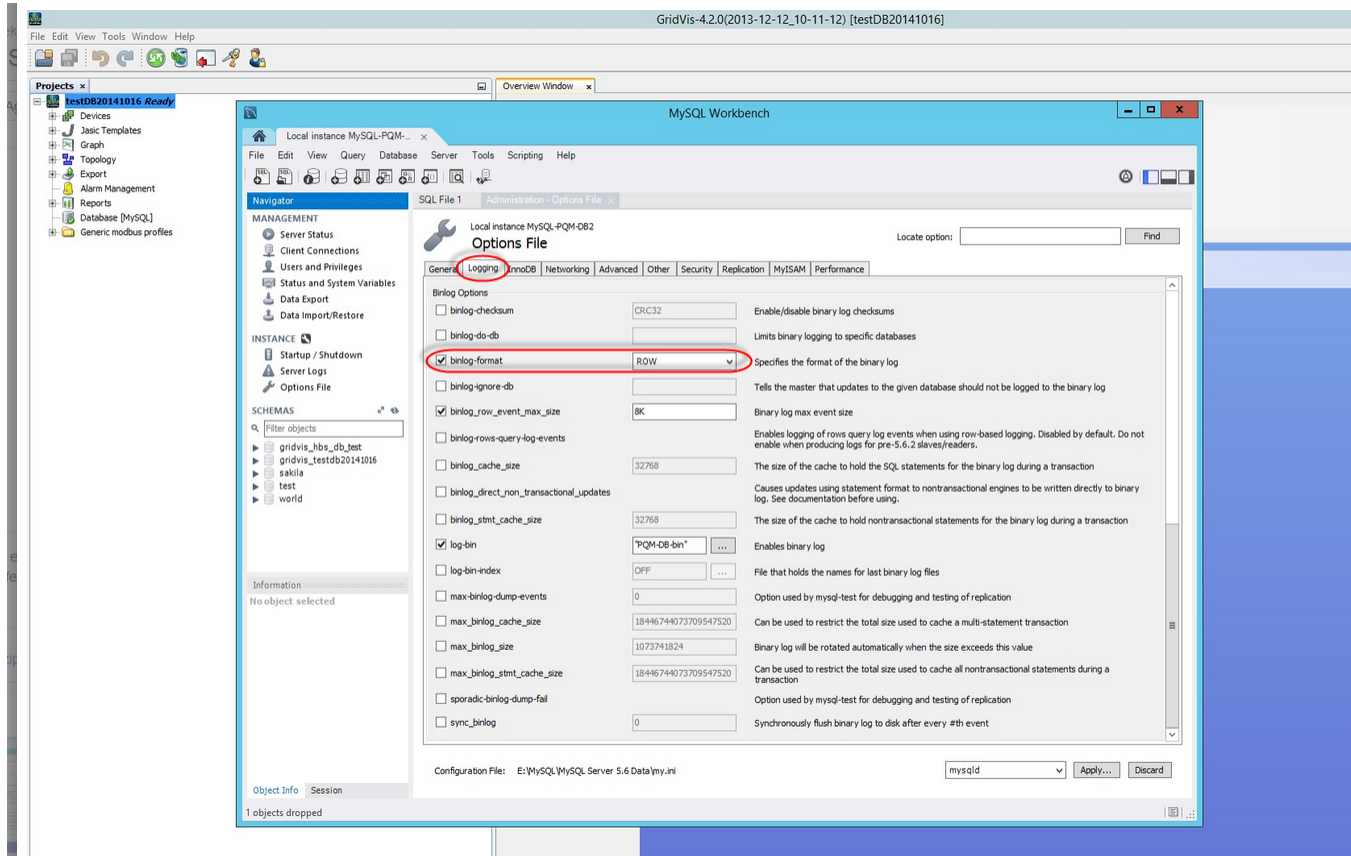 GridVis-4.2.0(2013-12-12_10-11-12) [testDB20141016]
File Edit View Tools Window Help
Projects
Overview Window
testDB20141016 Ready
Devices
Jasic Templates
Graph
Topology
Export
Alarm Management
Reports
Database [MySQL]
Generic modbus profiles
MySQL Workbench
Local instance MySQL-PQM-...
File Edit View Query Database Server Tools Scripting Help
Navigator
MANAGEMENT
Server Status
Client Connections
Users and Privileges
Status and System Variables
Data Export
Data Import/Restore
INSTANCE
Startup / Shutdown
Server Logs
Options File
SCHEMAS
Filter objects
gridvis_hbs_db_test
gridvis_testdb20141016
sakila
test
world
Information
No object selected
Object Info Session
1 objects dropped
SQL File 1 Administration - Options File
Local instance MySQL-PQM-DB2
Options File
Locate option: Find
General Logging InnoDB Networking Advanced Other Security Replication MyISAM Performance
Binlog Options
binlog-checksum CRC32 Enable/disable binary log checksums
binlog-do-db Limits binary logging to specific databases
binlog-format ROW Specifies the format of the binary log
binlog-ignore-db Tells the master that updates to the given database should not be logged to the binary log
binlog_row_event_max_size 8K Binary log max event size
binlog-rows-query-log-events Enables logging of rows query log events when using row-based logging. Disabled by default. Do not
enable when producing logs for pre-5.6.2 slaves/readers.
binlog_cache_size 32768 The size of the cache to hold the SQL statements for the binary log during a transaction
binlog_direct_non_transactional_updates Causes updates using statement format to nontransactional engines to be written directly to binary
log. See documentation before using.
binlog_stmt_cache_size 32768 The size of the cache to hold nontransactional statements for the binary log during a transaction
log-bin "PQM-DB-bin" ... Enables binary log
log-bin-index OFF ... File that holds the names for last binary log files
max-binlog-dump-events 0 Option used by mysql-test for debugging and testing of replication
max_binlog_cache_size 18446744073709547520 Can be used to restrict the total size used to cache a multi-statement transaction
max_binlog_size 1073741824 Binary log will be rotated automatically when the size exceeds this value
max_binlog_stmt_cache_size 18446744073709547520 Can be used to restrict the total size used to cache all nontransactional statements during a
transaction
sporadic-binlog-dump-fail Option used by mysql-test for debugging and testing of replication
sync_binlog 0 Synchronously flush binary log to disk after every #th event
Configuration File: E:\MySQL\MySQL Server 5.6 Data\my.ini mysqld Apply... Discard